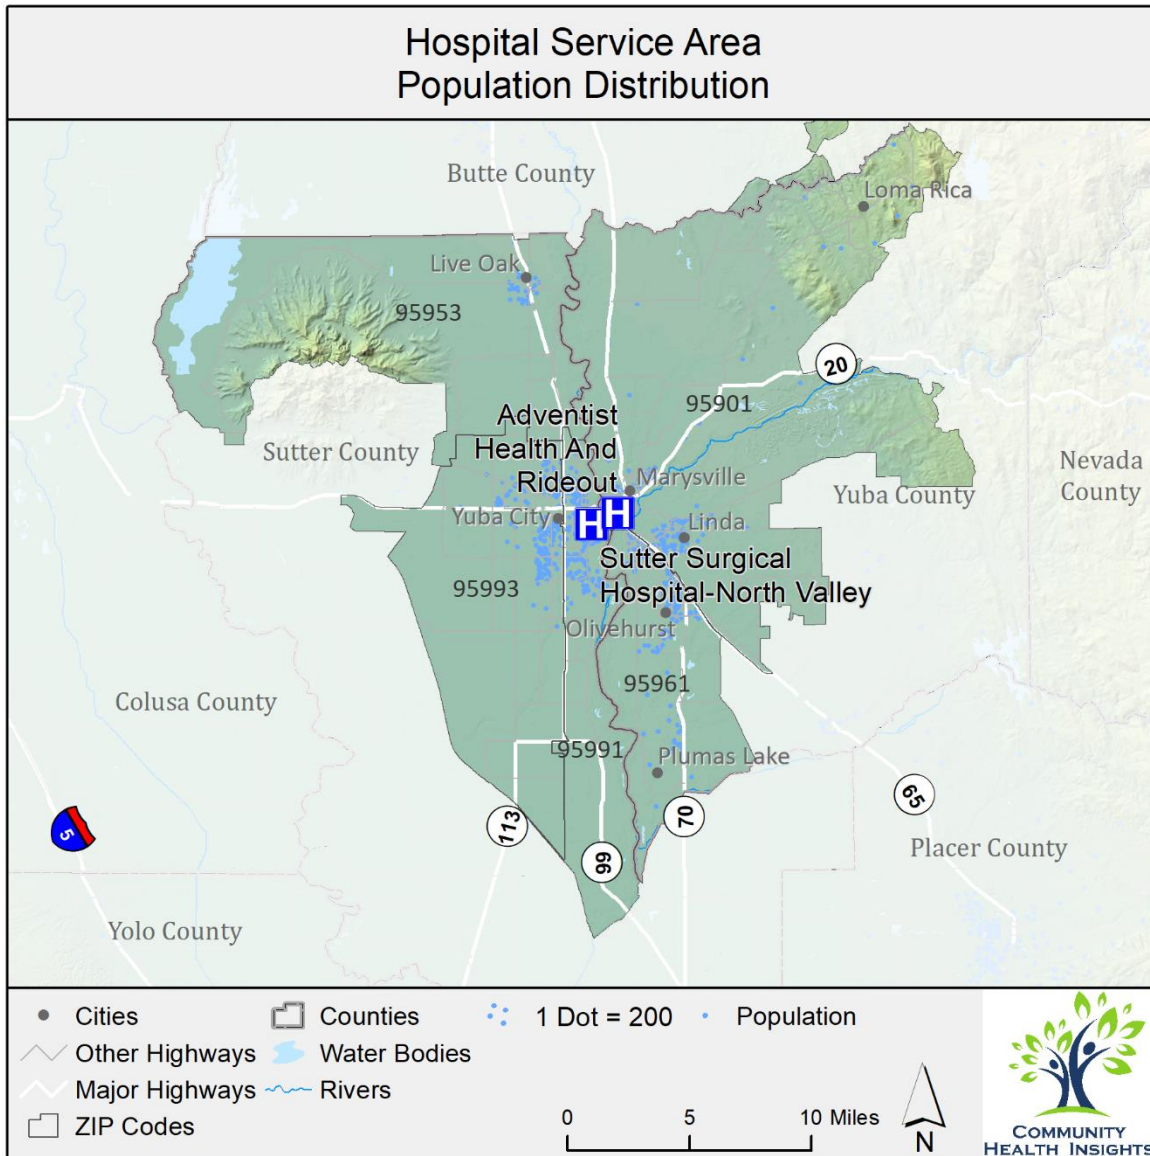 Hospital Service Area
Population Distribution
Butte County
Loma Rica
Live Oak
95953
20
Adventist
Health And
Rideout
95901
Sutter County
Marysville
Nevada
County
Yuba County
Yuba City
H
H
Linda
Sutter Surgical
Hospital-North Valley
95993
Olivehurst
95961
Colusa County
95991
Plumas Lake
65
5
113
70
99
Placer County
Yolo County
Cities
Counties
1 Dot = 200
Population
Other Highways
Water Bodies
Major Highways
Rivers
ZIP Codes
0 5 10 Miles
N
COMMUNITY
HEALTH INSIGHTS